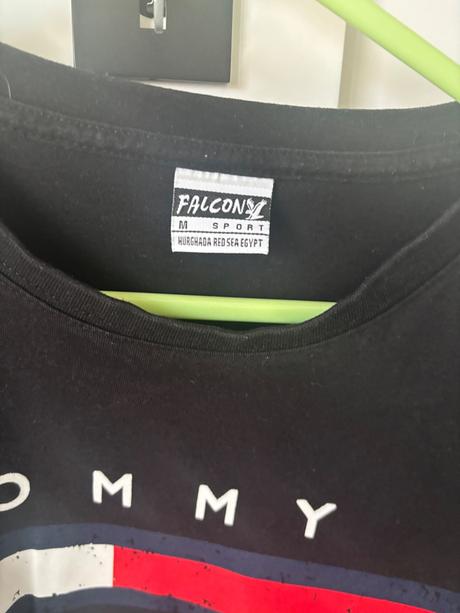 FALCON
M SPORT
HURGHADA RED SEA EGYPT
OMMY